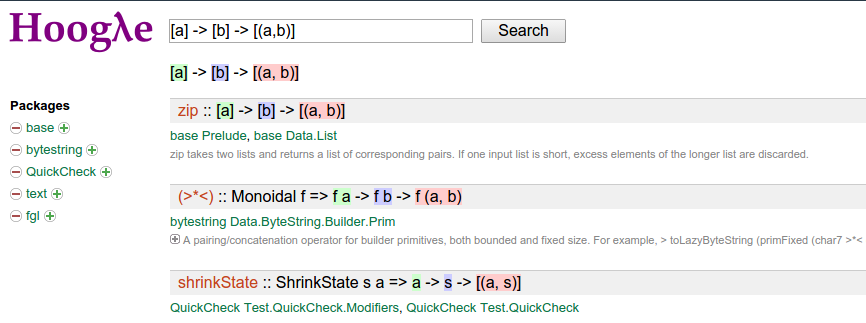 Hoogλe
[a] -> [b] -> [(a,b)]
Search
[a] -> [b] -> [(a, b)]
Packages
base
bytestring
QuickCheck
text
fgl
zip :: [a] -> [b] -> [(a, b)]
base Prelude, base Data.List
zip takes two lists and returns a list of corresponding pairs. If one input list is short, excess elements of the longer list are discarded.
(>*<) :: Monoidal f => f a -> f b -> f (a, b)
bytestring Data.ByteString.Builder.Prim
A pairing/concatenation operator for builder primitives, both bounded and fixed size. For example, > toLazyByteString (primFixed (char7 >*<
shrinkState :: ShrinkState s a => a -> s -> [(a, s)]
QuickCheck Test.QuickCheck.Modifiers, QuickCheck Test.QuickCheck